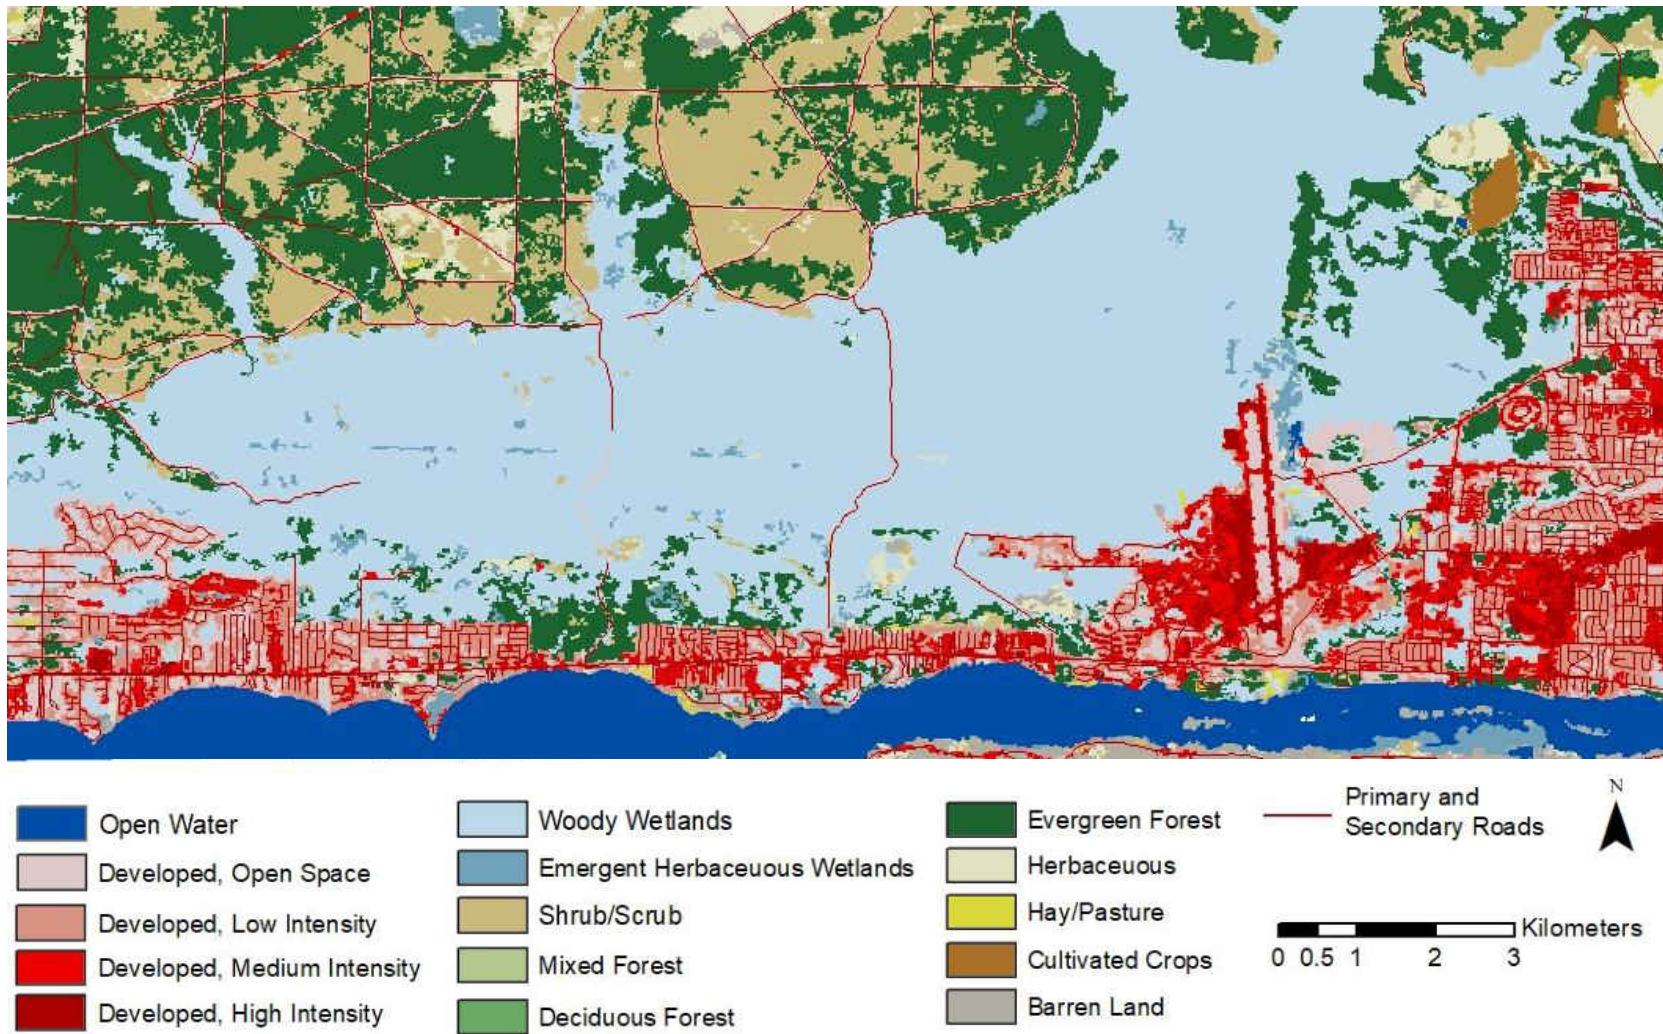 Open Water
Developed, Open Space
Developed, Low Intensity
Developed, Medium Intensity
Developed, High Intensity
Woody Wetlands
Emergent Herbaceuous Wetlands
Shrub/Scrub
Mixed Forest
Deciduous Forest
Evergreen Forest
Herbaceuous
Hay/Pasture
Cultivated Crops
Barren Land
Primary and
Secondary Roads
N
Kilometers
0 0.5 1 2 3